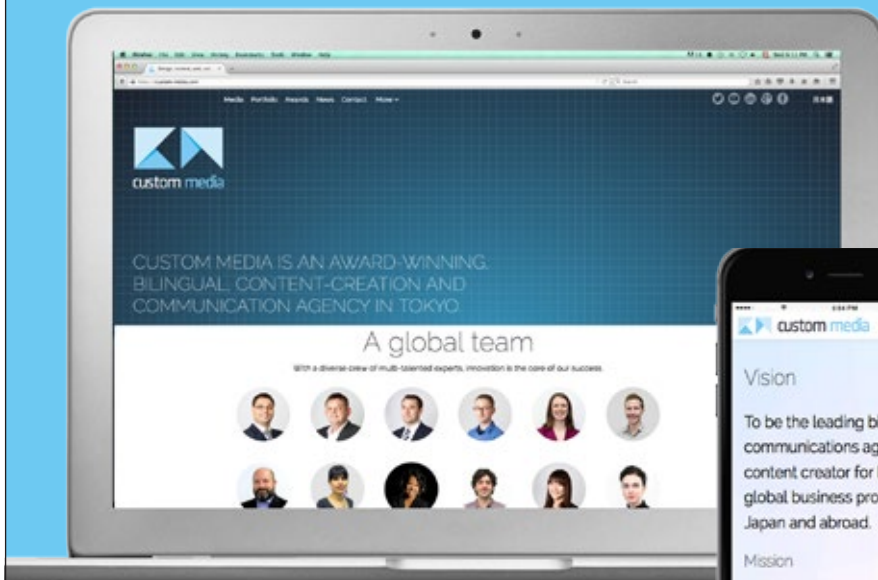 Media Portfolio Awards News Contact More
custom media
CUSTOM MEDIA IS AN AWARD-WINNING,
BILINGUAL, CONTENT-CREATION AND
COMMUNICATION AGENCY IN TOKYO
A global team
With a diverse crew of multi-talented experts, innovation is the core of our success.
custom media
Vision
To be the leading bi
communications ag
content creator for
global business pro
Japan and abroad.
Mission